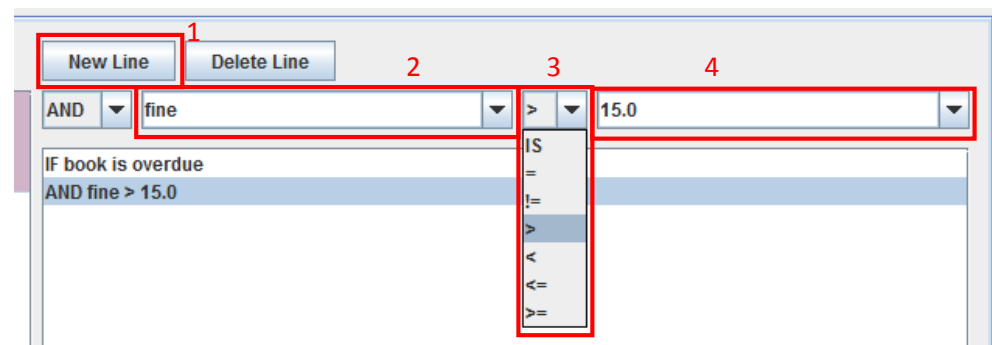 1
New Line Delete Line 2 3 4
AND fine > 15.0
IS
=
!=
>
<
<=
>=
IF book is overdue
AND fine > 15.0